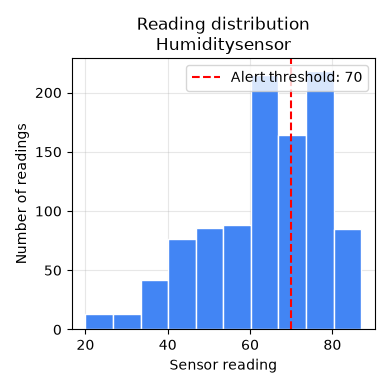 Reading distribution
Humiditysensor
Alert threshold: 70
Number of readings
200
150
100
50
0
20
40
60
80
Sensor reading